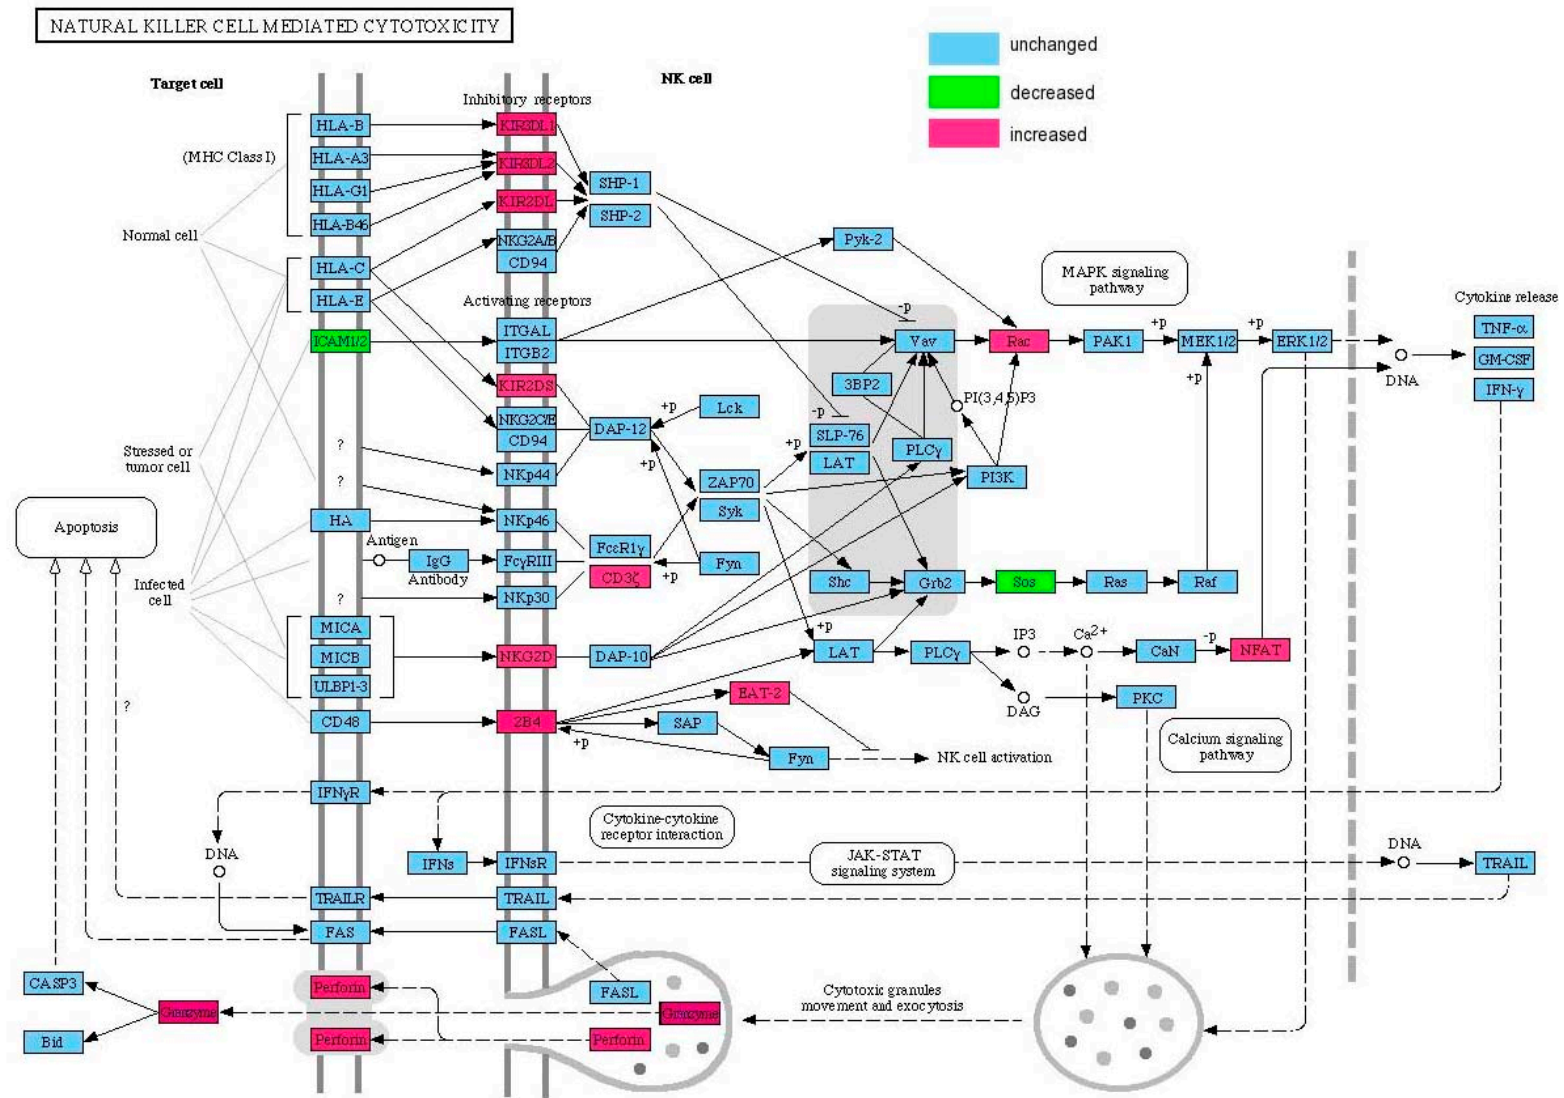 NATURAL KILLER CELL MEDIATED CYTOTOXICITY
unchanged
decreased
increased
Target cell
NK cell
Inhibitory receptors
(MHC Class I)
HLA-B
HLA-A3
HLA-G1
HLA-B46
HLA-C
HLA-E
ICAM1/2
KIR3DL1
KIR3DL2
KIR2DL
NKG2A/B
CD94
SHP-1
SHP-2
Normal cell
Activating receptors
ITGAL
ITGB2
KIR2DS
NKG2C/E
CD94
NKp44
NKp46
FcγRIII
NKp30
NKG2D
2B4
Pyk-2
MAPK signaling
pathway
Cytokine release
TNF-α
GM-CSF
IFN-γ
-p
Vav
Rac
PAK1
+p
MEK1/2
+p
ERK1/2
DNA
3BP2
PI(3,4,5)P3
+p
-p
SLP-76
LAT
PLCγ
PI3K
+p
Lck
+p
DAP-12
+p
ZAP70
Syk
?
?
Stressed or
tumor cell
Apoptosis
HA
Antigen
IgG
Antibody
FcεR1γ
CD3ζ
+p
Fyn
Infected
cell
?
Shc
Grb2
Sos
Ras
Raf
MICA
MICB
ULBP1-3
CD48
DAP-10
+p
LAT
PLCγ
IP3
Ca2+
CaN
-p
NFAT
DAG
PKC
EAT-2
SAP
+p
Fyn
NK cell activation
Calcium signaling
pathway
?
IFNγR
Cytokine-cytokine
receptor interaction
DNA
IFNs
IFNsR
JAK-STAT
signaling system
DNA
TRAIL
TRAILR
TRAIL
FAS
FASL
CASP3
Bid
Granzyme
Perforin
Perforin
FASL
Granzyme
Perforin
Cytotoxic granules
movement and exocytosis